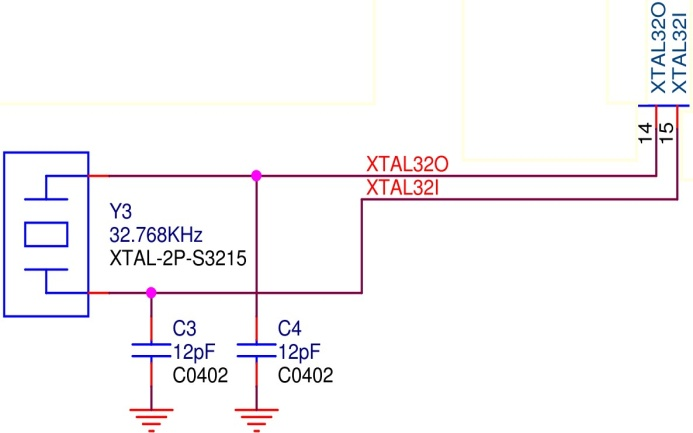 XTAL32O
XTAL32I
14
15
XTAL32O
XTAL32I
Y3
32.768KHz
XTAL-2P-S3215
C3
12pF
C0402
C4
12pF
C0402